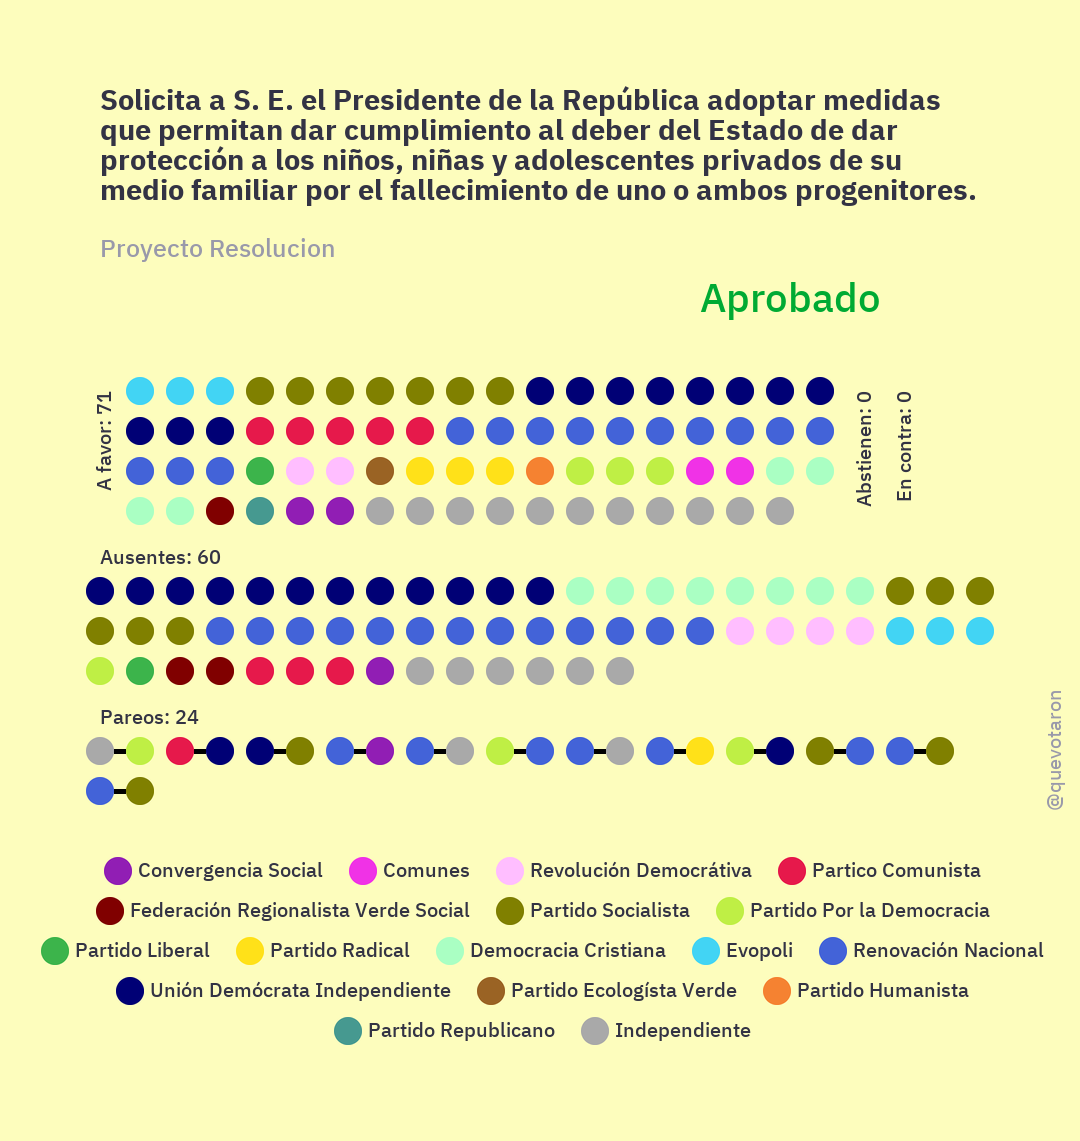 Solicita a S. E. el Presidente de la República adoptar medidas
que permitan dar cumplimiento al deber del Estado de dar
protección a los niños, niñas y adolescentes privados de su
medio familiar por el fallecimiento de uno o ambos progenitores.
Proyecto Resolucion
Aprobado
A favor: 71
Abstienen: 0
En contra: 0
Ausentes: 60
Pareos: 24
@quevotaron
Convergencia Social Comunes Revolución Democrátiva Partico Comunista
Federación Regionalista Verde Social Partido Socialista Partido Por la Democracia
Partido Liberal Partido Radical Democracia Cristiana Evopoli Renovación Nacional
Unión Demócrata Independiente Partido Ecologísta Verde Partido Humanista
Partido Republicano Independiente